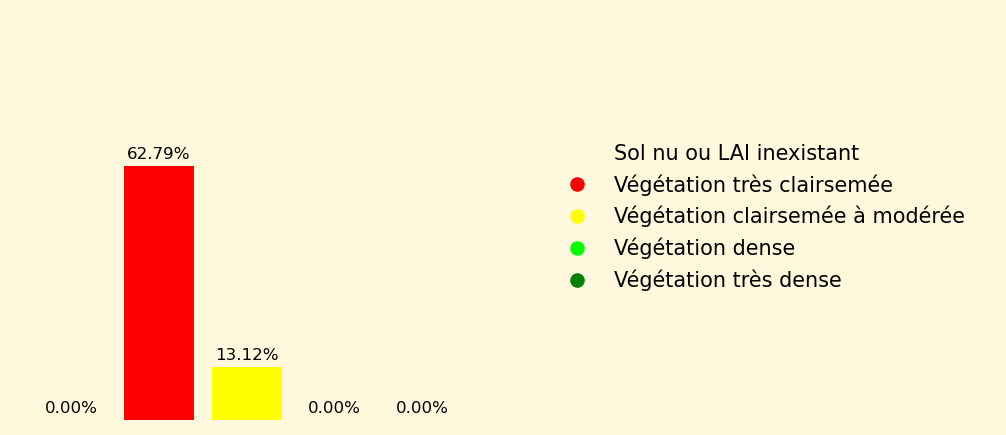 62.79%
13.12%
0.00%
0.00%
0.00%
Sol nu ou LAI inexistant
Végétation très clairsemée
Végétation clairsemée à modérée
Végétation dense
Végétation très dense